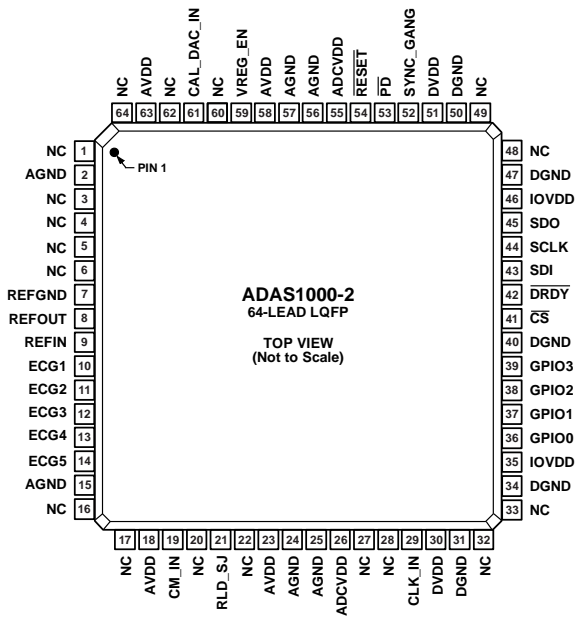 NC AVDD NC CAL_DAC_IN NC VREG_EN AVDD AGND AGND ADCVDD RESET PD SYNC_GANG DVDD DGND NC
64 63 62 61 60 59 58 57 56 55 54 53 52 51 50 49
NC 1
AGND 2
NC 3
NC 4
NC 5
NC 6
REFGND 7
REFOUT 8
REFIN 9
ECG1 10
ECG2 11
ECG3 12
ECG4 13
ECG5 14
AGND 15
NC 16
PIN 1
ADAS1000-2
64-LEAD LQFP
TOP VIEW
(Not to Scale)
48 NC
47 DGND
46 IOVDD
45 SDO
44 SCLK
43 SDI
42 DRDY
41 CS
40 DGND
39 GPIO3
38 GPIO2
37 GPIO1
36 GPIO0
35 IOVDD
34 DGND
33 NC
17 18 19 20 21 22 23 24 25 26 27 28 29 30 31 32
NC AVDD CM_IN NC RLD_SJ NC AVDD AGND AGND ADCVDD NC NC CLK_IN DVDD DGND NC